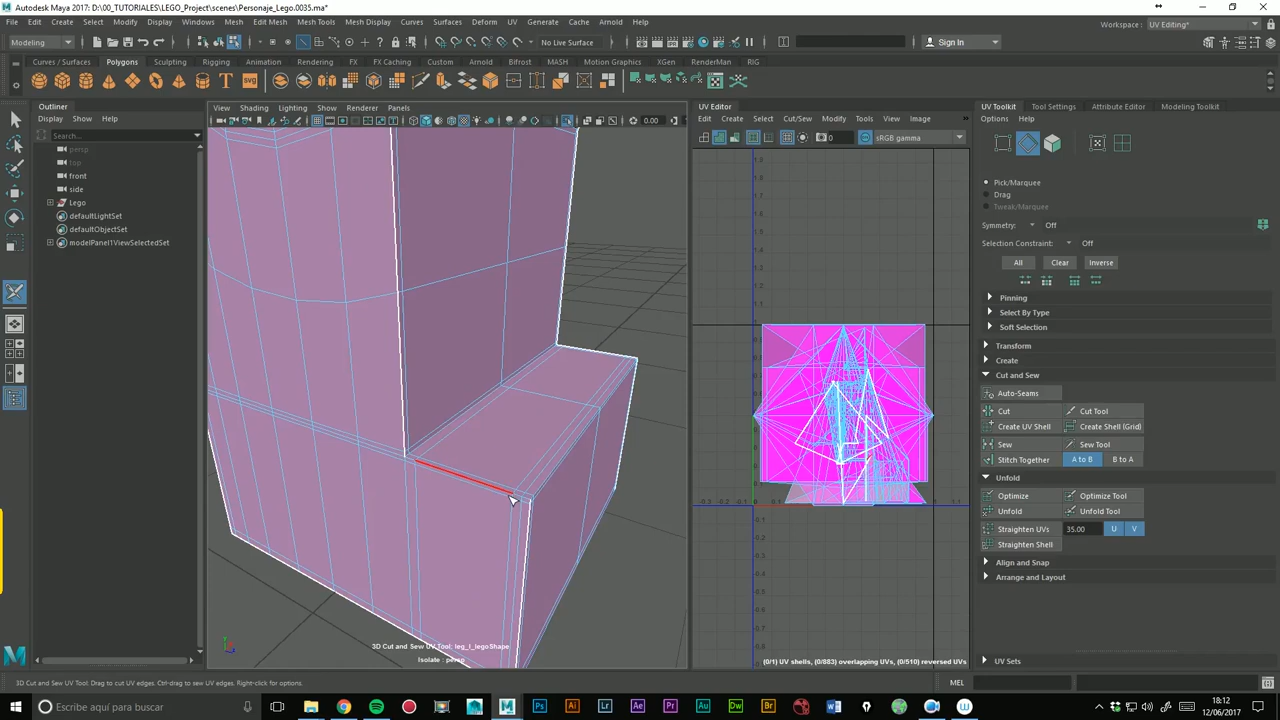 Autodesk Maya 2017: D:\00_TUTORIALES\LEGO_Project\scenes\Personaje_Lego.0035.ma*
File Edit Create Select Modify Display Windows Mesh Edit Mesh Mesh Tools Mesh Display Curves Surfaces Deform UV Generate Cache Arnold Help
Workspace : UV Editing*
Modeling No Live Surface Sign In
Curves / Surfaces Polygons Sculpting Rigging Animation Rendering FX FX Caching Custom Arnold Bifrost MASH Motion Graphics XGen RenderMan RIG
Outliner
Display Show Help
Search...
persp
top
front
side
Lego
defaultLightSet
defaultObjectSet
modelPanel1ViewSelectedSet
View Shading Lighting Show Renderer Panels
0.00
3D Cut and Sew UV Tool: leg_l_legoShape
Isolate : persp
UV Editor
Edit Create Select Cut/Sew Modify Tools View Image
0 sRGB gamma
(0/1) UV shells, (0/883) overlapping UVs, (0/510) reversed UVs
UV Toolkit Tool Settings Attribute Editor Modeling Toolkit
Options Help
Pick/Marquee
Drag
Tweak/Marquee
Symmetry: Off
Selection Constraint: Off
All Clear Inverse
Pinning
Select By Type
Soft Selection
Transform
Create
Cut and Sew
Auto-Seams
Cut Cut Tool
Create UV Shell Create Shell (Grid)
Sew Sew Tool
Stitch Together A to B B to A
Unfold
Optimize Optimize Tool
Unfold Unfold Tool
Straighten UVs 35.00 U V
Straighten Shell
Align and Snap
Arrange and Layout
UV Sets
3D Cut and Sew UV Tool: Drag to cut UV edges. Ctrl-drag to sew UV edges. Right-click for options. MEL
Escribe aquí para buscar
18:12
12/06/2017